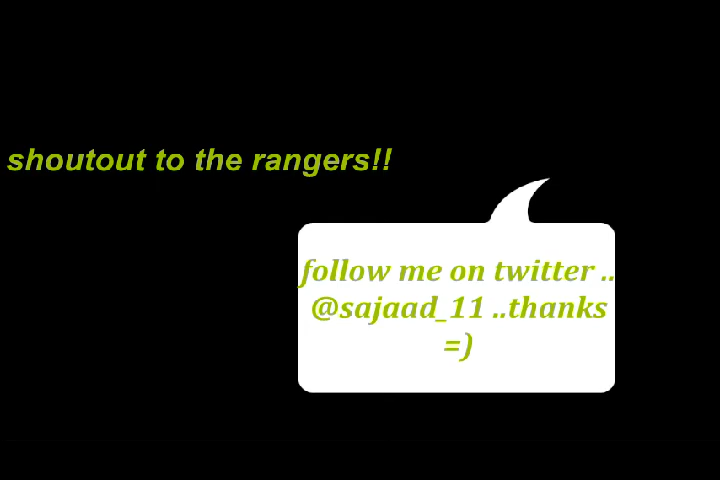 shoutout to the rangers!!
follow me on twitter ..
@sajaad_11 ..thanks
=)